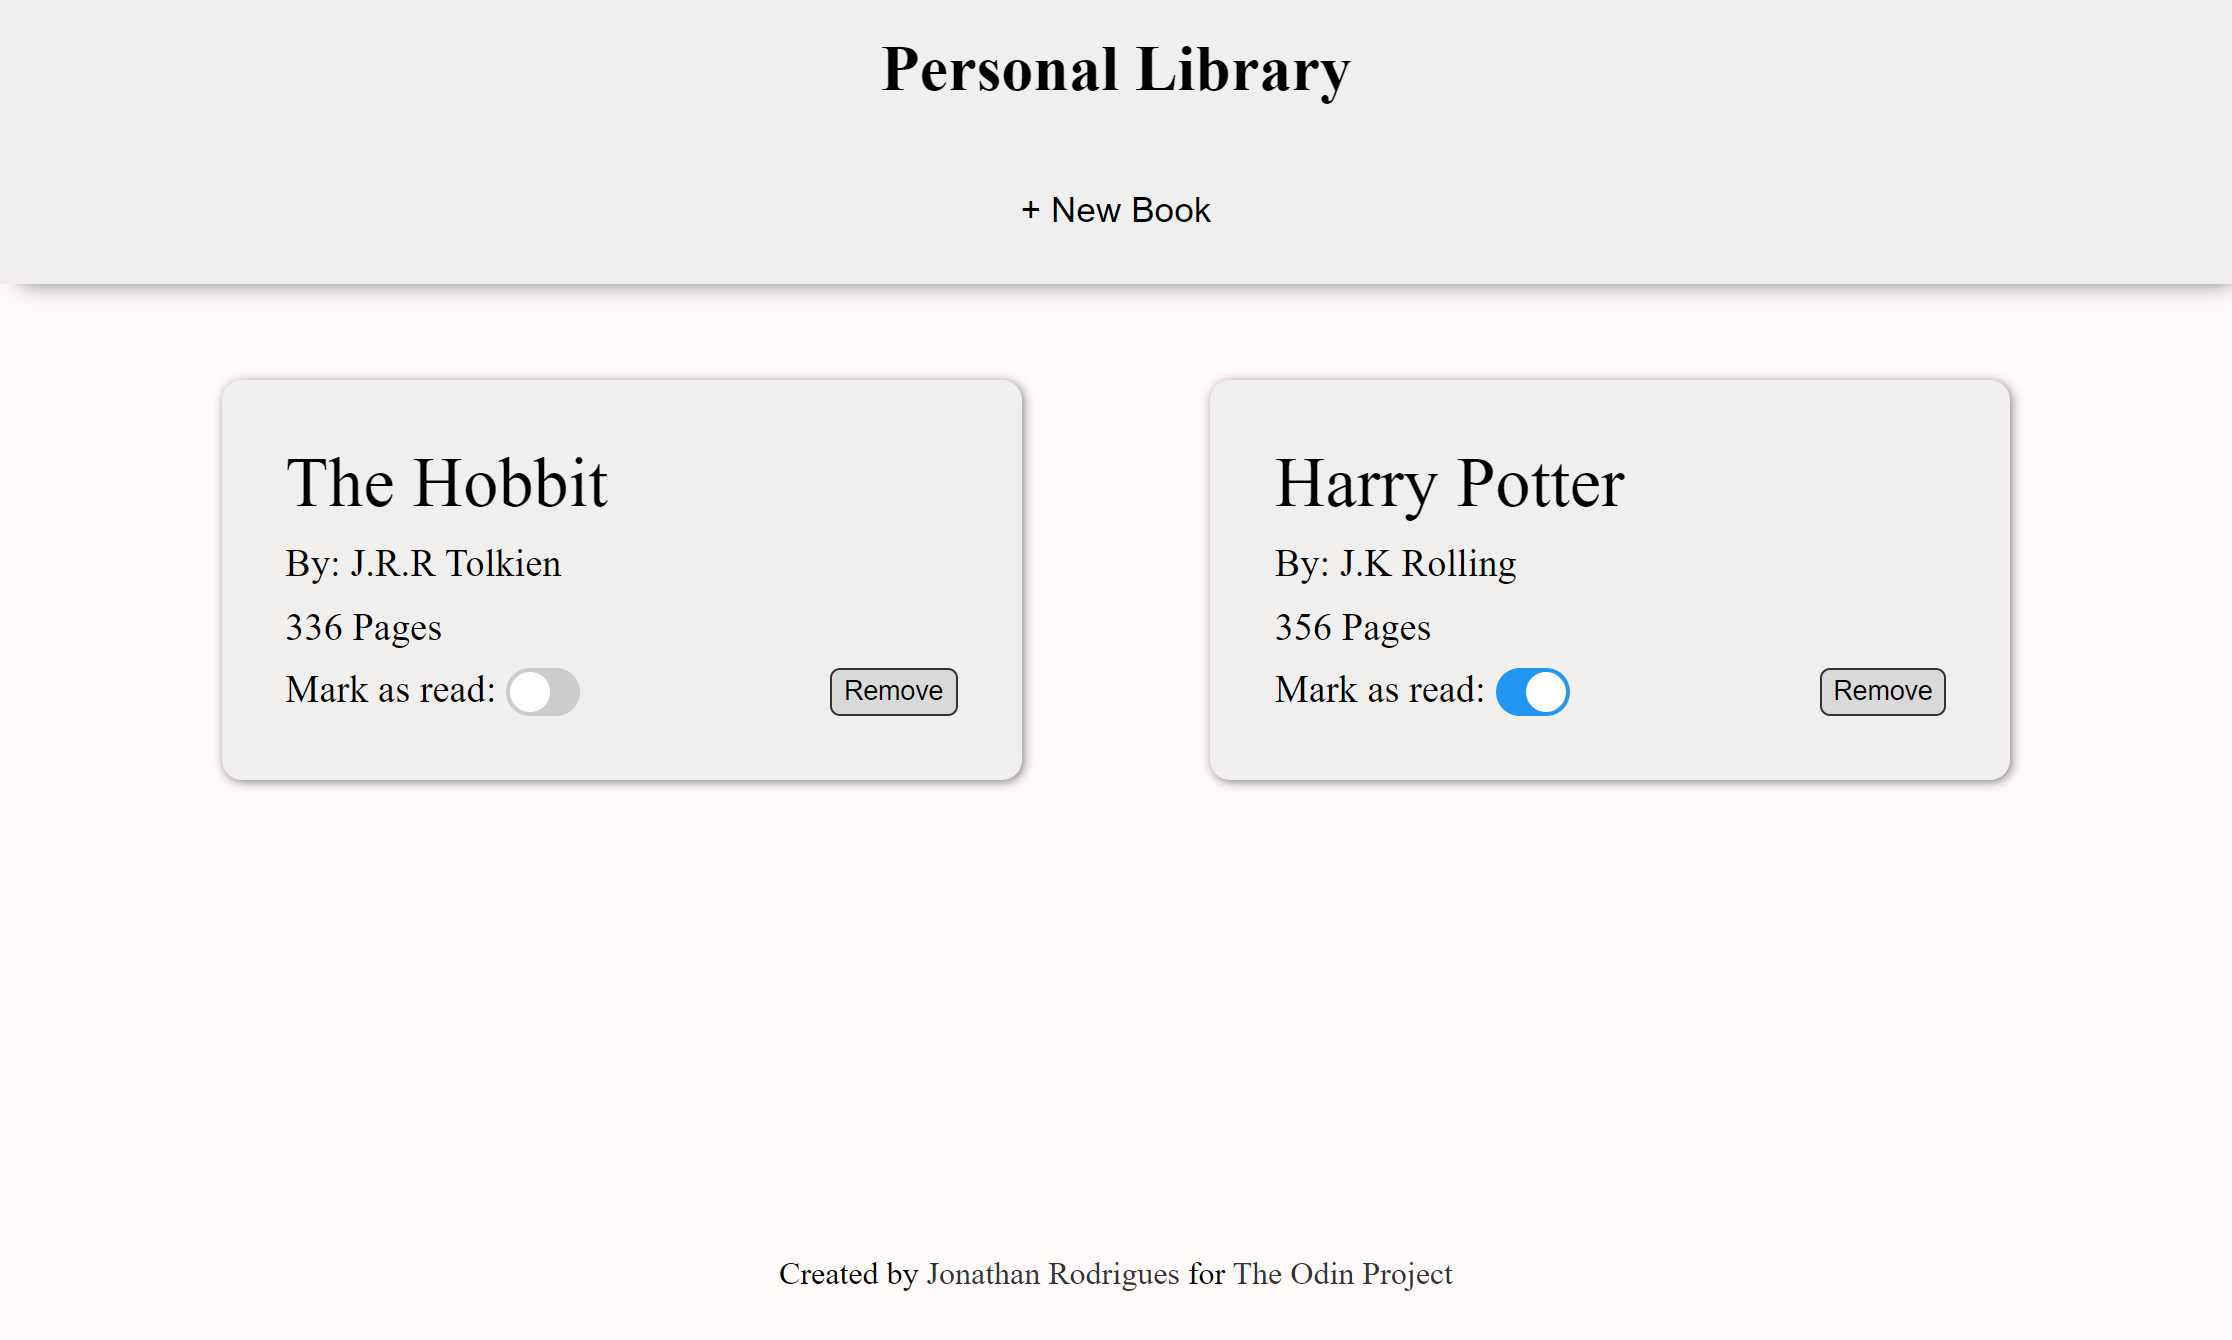 Personal Library
+ New Book
The Hobbit
By: J.R.R Tolkien
336 Pages
Mark as read:
Remove
Harry Potter
By: J.K Rolling
356 Pages
Mark as read:
Remove
Created by Jonathan Rodrigues for The Odin Project